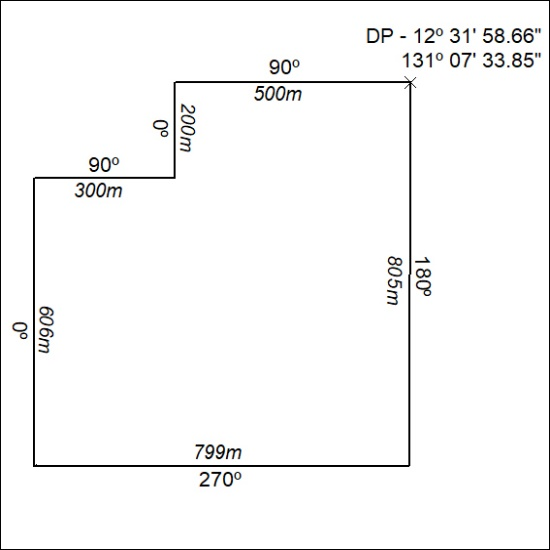 DP - 12º 31' 58.66"
131º 07' 33.85"
90º
500m
0º
200m
90º
300m
180º
805m
0º
606m
799m
270º